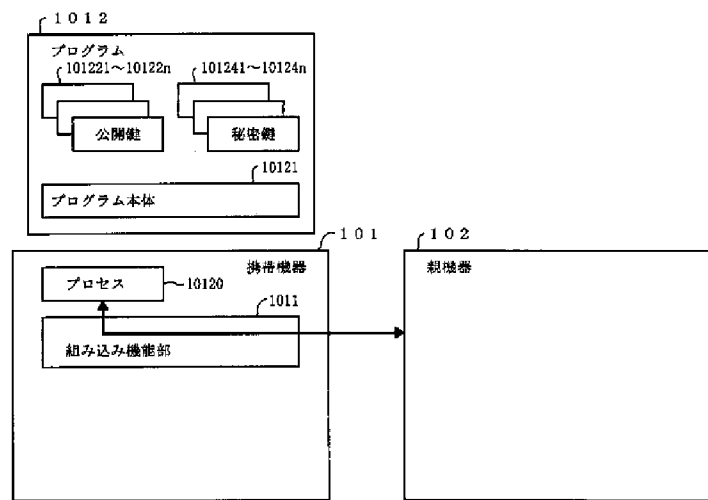 １０１２
プログラム
101221～10122n
101241～10124n
公開鍵
秘密鍵
10121
プログラム本体
１０１
１０２
携帯機器
親機器
プロセス
10120
1011
組み込み機能部